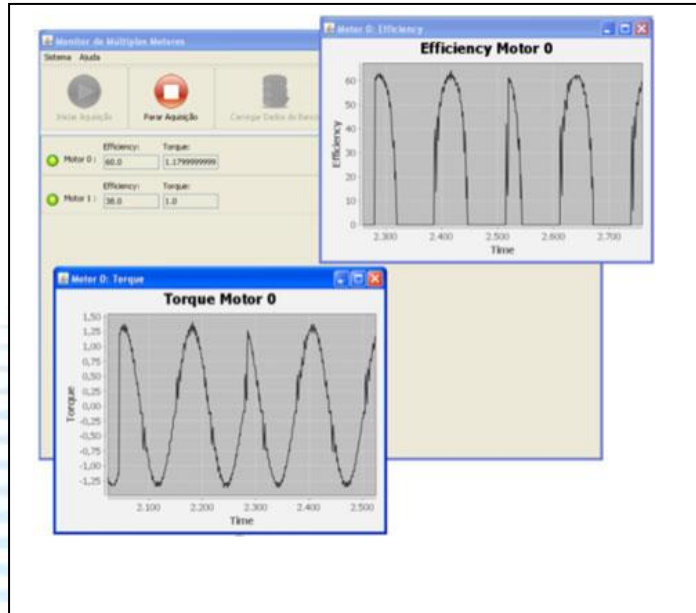 Monitor de Múltiplos Motores
Sistema Ajuda
Iniciar Aquisição
Parar Aquisição
Carregar Dados do Banco
Efficiency: Torque:
Motor 0 : 60.0 1.1799999999
Efficiency: Torque:
Motor 1 : 38.0 1.0
Motor 0: Efficiency
Efficiency Motor 0
60
50
40
30
20
10
0
Efficiency
2.300 2.400 2.500 2.600 2.700
Time
Motor 0: Torque
Torque Motor 0
1,50
1,25
1,00
0,75
0,50
0,25
0,00
-0,25
-0,50
-0,75
-1,00
-1,25
Torque
2.100 2.200 2.300 2.400 2.500
Time